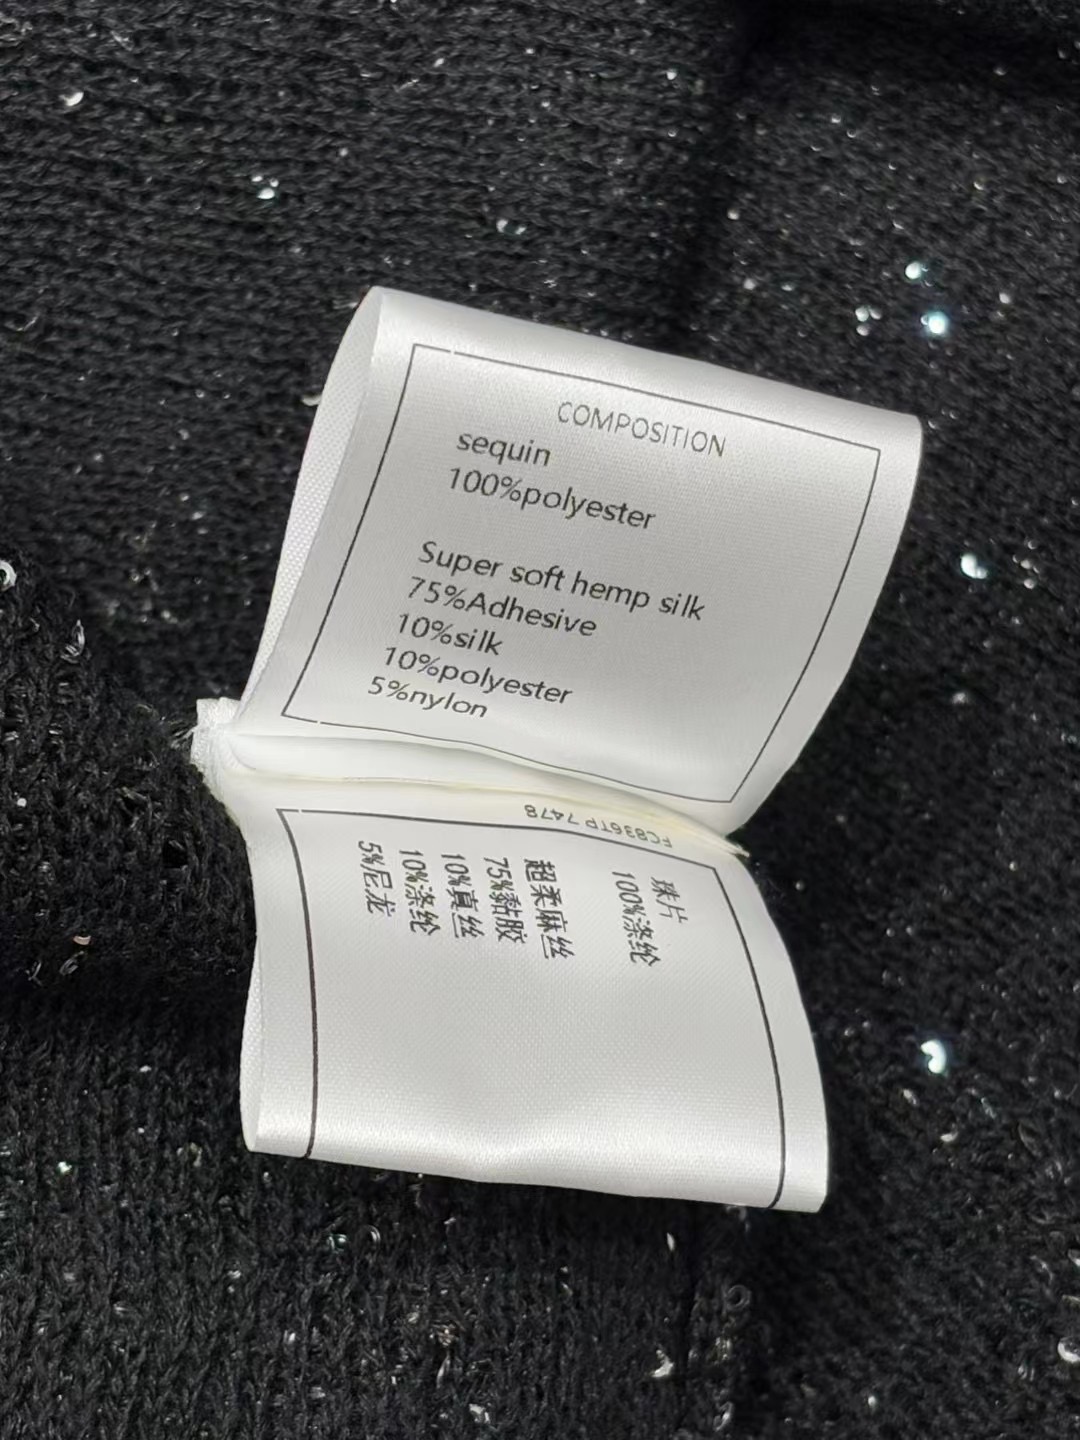 COMPOSITION
sequin
100%polyester
Super soft hemp silk
75%Adhesive
10%silk
10%polyester
5%nylon
FC836TP 7478
珠片
100%涤纶
超柔麻丝
75%黏胶
10%真丝
10%涤纶
5%尼龙